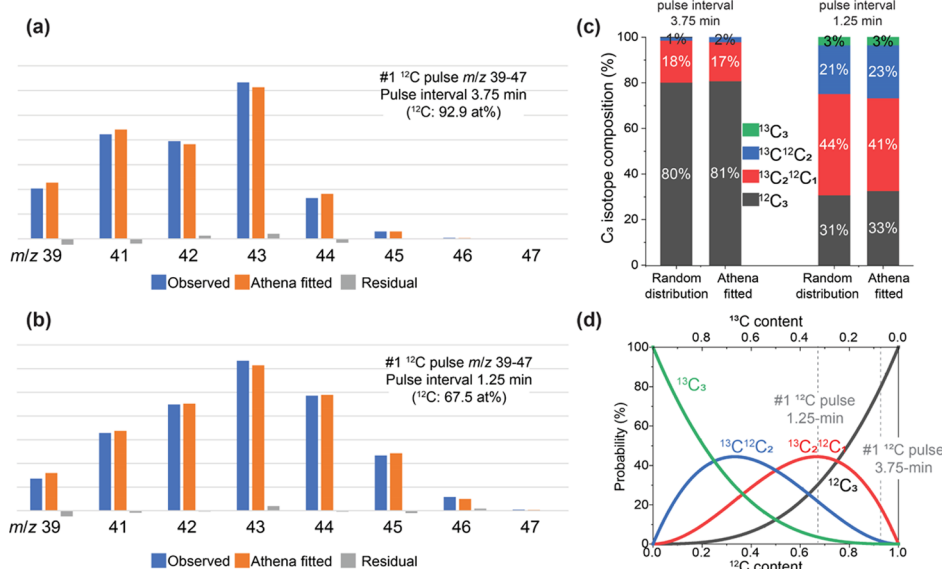 (a)
#1 ¹²C pulse m/z 39-47
Pulse interval 3.75 min
(¹²C: 92.9 at%)
m/z 39 41 42 43 44 45 46 47
Observed Athena fitted Residual
(b)
#1 ¹²C pulse m/z 39-47
Pulse interval 1.25 min
(¹²C: 67.5 at%)
m/z 39 41 42 43 44 45 46 47
Observed Athena fitted Residual
(c)
pulse interval
3.75 min
pulse interval
1.25 min
C₃ isotope composition (%)
100
80
60
40
20
0
1% 2% 3% 3%
18% 17% 21% 23%
80% 81% 44% 41%
31% 33%
¹³C₃
¹³C¹²C₂
¹³C₂¹²C₁
¹²C₃
Random
distribution
Athena
fitted
Random
distribution
Athena
fitted
(d)
¹³C content
0.8 0.6 0.4 0.2 0.0
Probability (%)
100
80
60
40
20
0
¹³C₃
#1 ¹²C pulse
1.25-min
¹³C¹²C₂
¹³C₂¹²C₁
#1 ¹²C pulse
3.75-min
¹²C₃
0.0 0.2 0.4 0.6 0.8 1.0
¹²C content